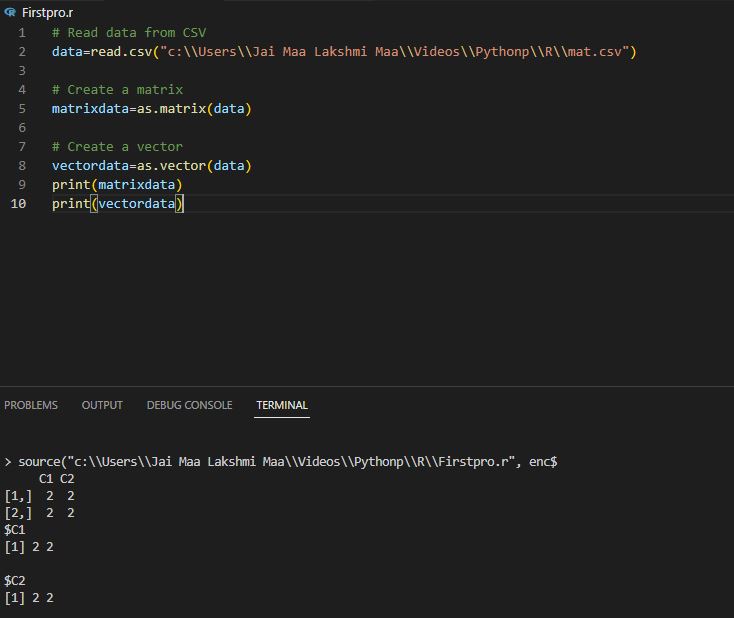 Firstpro.r
1 # Read data from CSV
2 data=read.csv("c:\\Users\\Jai Maa Lakshmi Maa\\Videos\\Pythonp\\R\\mat.csv")
3
4 # Create a matrix
5 matrixdata=as.matrix(data)
6
7 # Create a vector
8 vectordata=as.vector(data)
9 print(matrixdata)
10 print(vectordata)
PROBLEMS OUTPUT DEBUG CONSOLE TERMINAL
> source("c:\\Users\\Jai Maa Lakshmi Maa\\Videos\\Pythonp\\R\\Firstpro.r", enc$
C1 C2
[1,] 2 2
[2,] 2 2
$C1
[1] 2 2
$C2
[1] 2 2